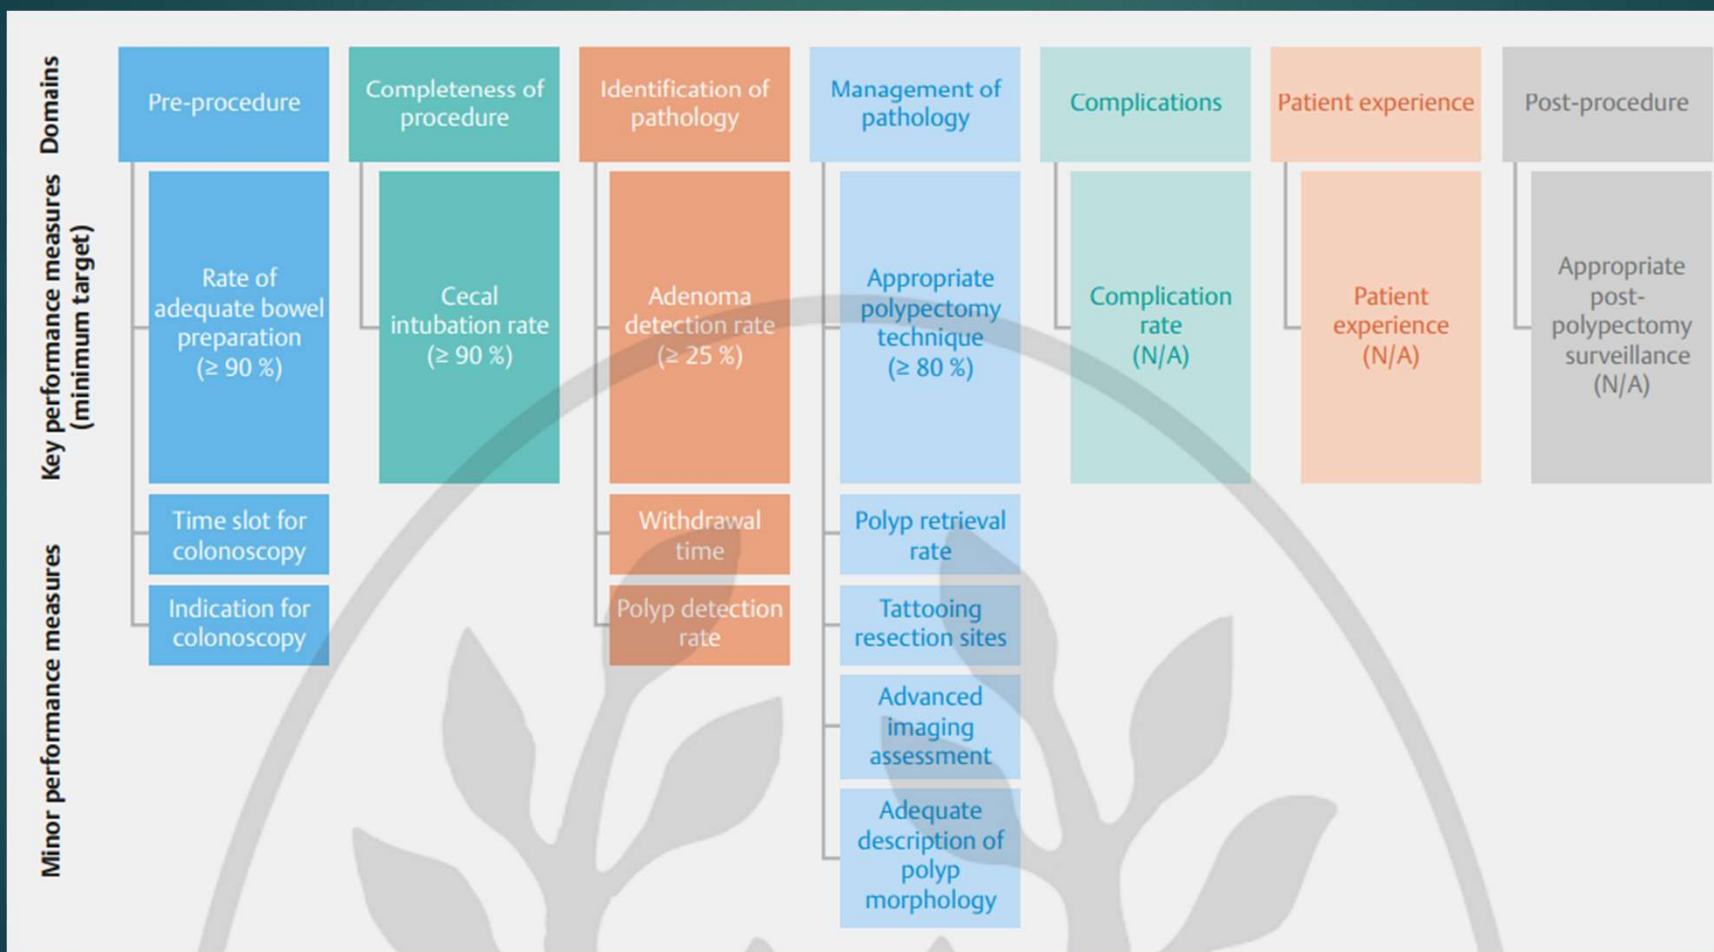 Domains
Pre-procedure
Completeness of
procedure
Identification of
pathology
Management of
pathology
Complications
Patient experience
Post-procedure
Key performance measures
(minimum target)
Rate of
adequate bowel
preparation
(≥ 90 %)
Cecal
intubation rate
(≥ 90 %)
Adenoma
detection rate
(≥ 25 %)
Appropriate
polypectomy
technique
(≥ 80 %)
Complication
rate
(N/A)
Patient
experience
(N/A)
Appropriate
post-
polypectomy
surveillance
(N/A)
Minor performance measures
Time slot for
colonoscopy
Indication for
colonoscopy
Withdrawal
time
Polyp detection
rate
Polyp retrieval
rate
Tattooing
resection sites
Advanced
imaging
assessment
Adequate
description of
polyp
morphology